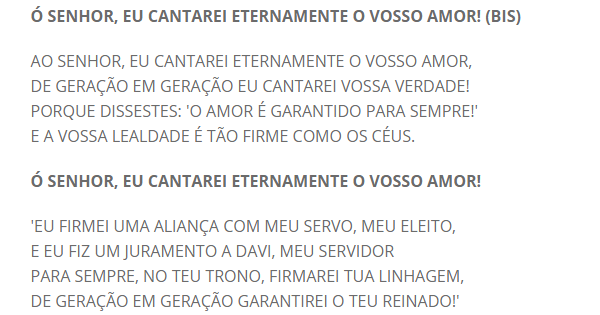 Ó SENHOR, EU CANTAREI ETERNAMENTE O VOSSO AMOR! (BIS)
AO SENHOR, EU CANTAREI ETERNAMENTE O VOSSO AMOR,
DE GERAÇÃO EM GERAÇÃO EU CANTAREI VOSSA VERDADE!
PORQUE DISSESTES: 'O AMOR É GARANTIDO PARA SEMPRE!'
E A VOSSA LEALDADE É TÃO FIRME COMO OS CÉUS.
Ó SENHOR, EU CANTAREI ETERNAMENTE O VOSSO AMOR!
'EU FIRMEI UMA ALIANÇA COM MEU SERVO, MEU ELEITO,
E EU FIZ UM JURAMENTO A DAVI, MEU SERVIDOR
PARA SEMPRE, NO TEU TRONO, FIRMAREI TUA LINHAGEM,
DE GERAÇÃO EM GERAÇÃO GARANTIREI O TEU REINADO!'